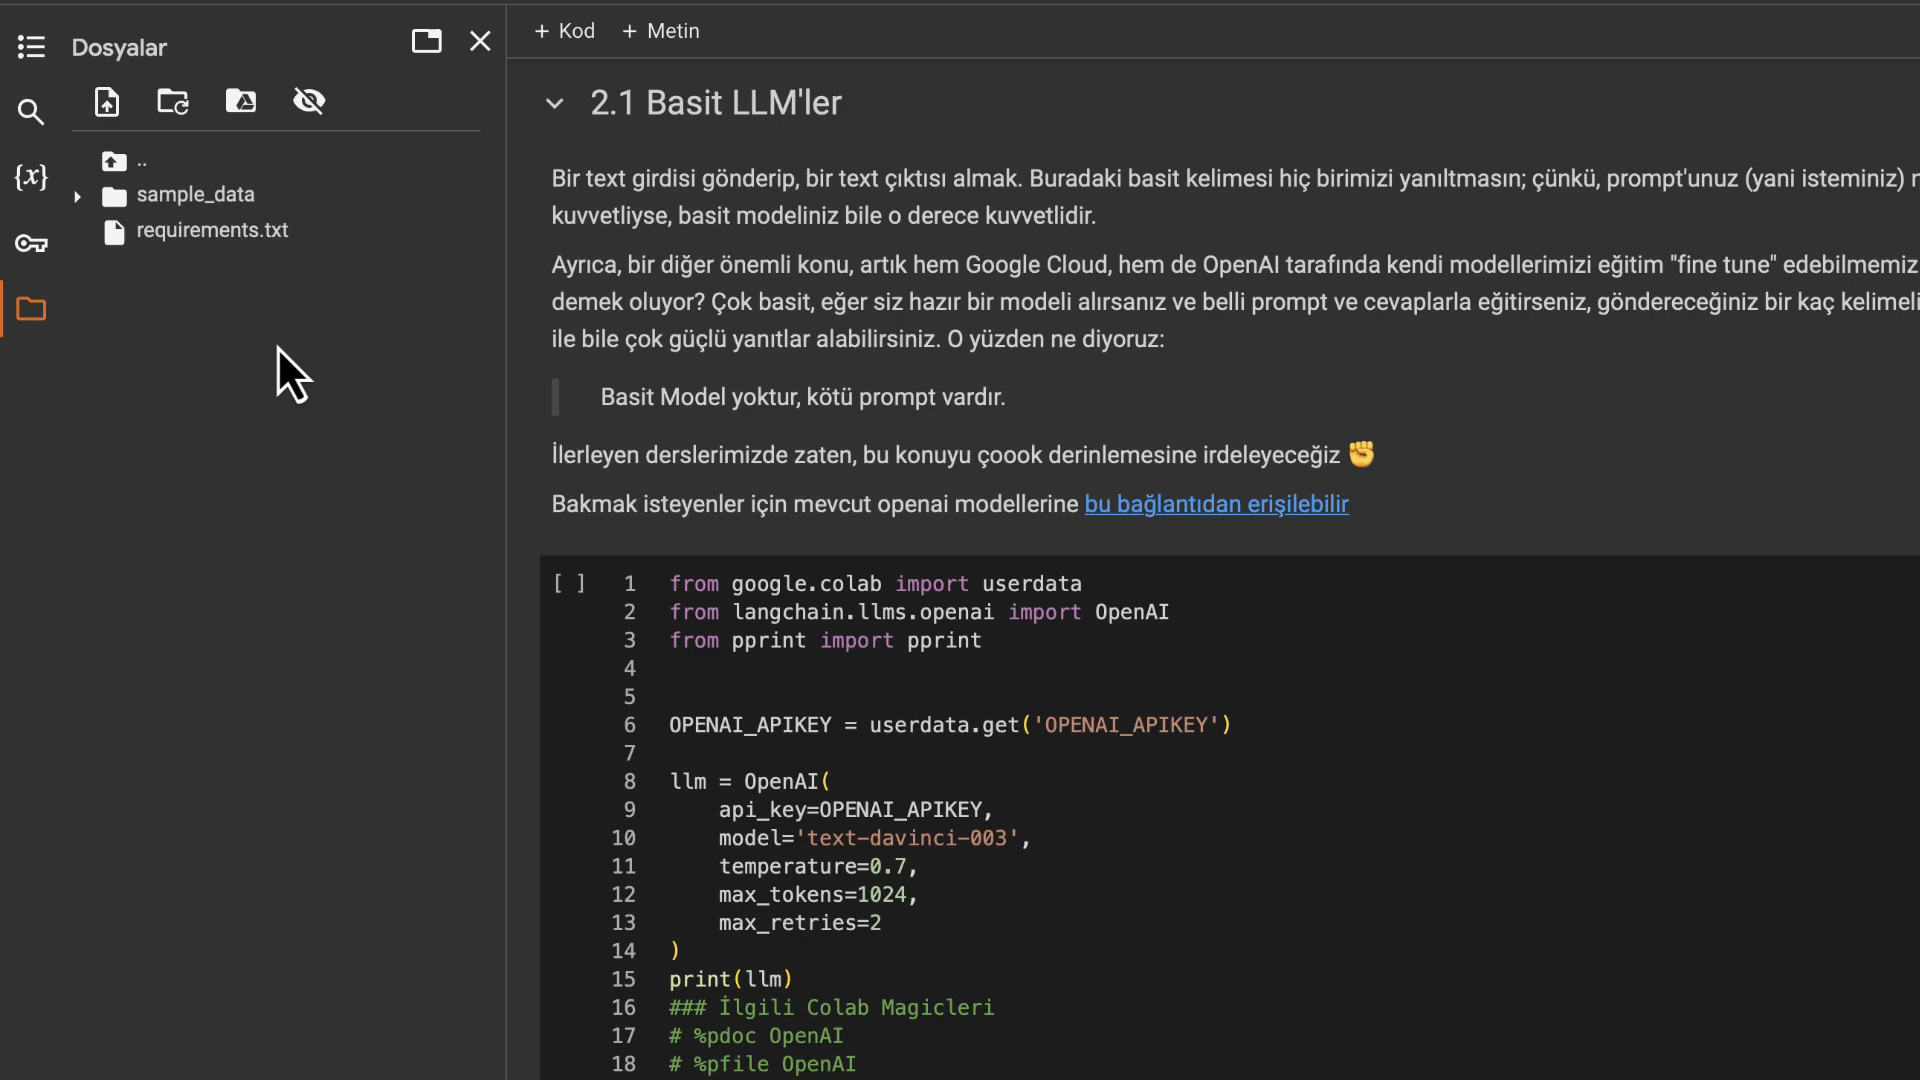 Dosyalar
..
sample_data
requirements.txt
+ Kod + Metin
2.1 Basit LLM'ler
Bir text girdisi gönderip, bir text çıktısı almak. Buradaki basit kelimesi hiç birimizi yanıltmasın; çünkü, prompt'unuz (yani isteminiz)
kuvvetliyse, basit modeliniz bile o derece kuvvetlidir.
Ayrıca, bir diğer önemli konu, artık hem Google Cloud, hem de OpenAI tarafında kendi modellerimizi eğitim "fine tune" edebilmemiz
demek oluyor? Çok basit, eğer siz hazır bir modeli alırsanız ve belli prompt ve cevaplarla eğitirseniz, göndereceğiniz bir kaç kelimeli
ile bile çok güçlü yanıtlar alabilirsiniz. O yüzden ne diyoruz:
Basit Model yoktur, kötü prompt vardır.
İlerleyen derslerimizde zaten, bu konuyu çoook derinlemesine irdeleyeceğiz ✊
Bakmak isteyenler için mevcut openai modellerine bu bağlantıdan erişilebilir
[ ] 1 from google.colab import userdata
2 from langchain.llms.openai import OpenAI
3 from pprint import pprint
4
5
6 OPENAI_APIKEY = userdata.get('OPENAI_APIKEY')
7
8 llm = OpenAI(
9 api_key=OPENAI_APIKEY,
10 model='text-davinci-003',
11 temperature=0.7,
12 max_tokens=1024,
13 max_retries=2
14 )
15 print(llm)
16 ### İlgili Colab Magicleri
17 # %pdoc OpenAI
18 # %pfile OpenAI